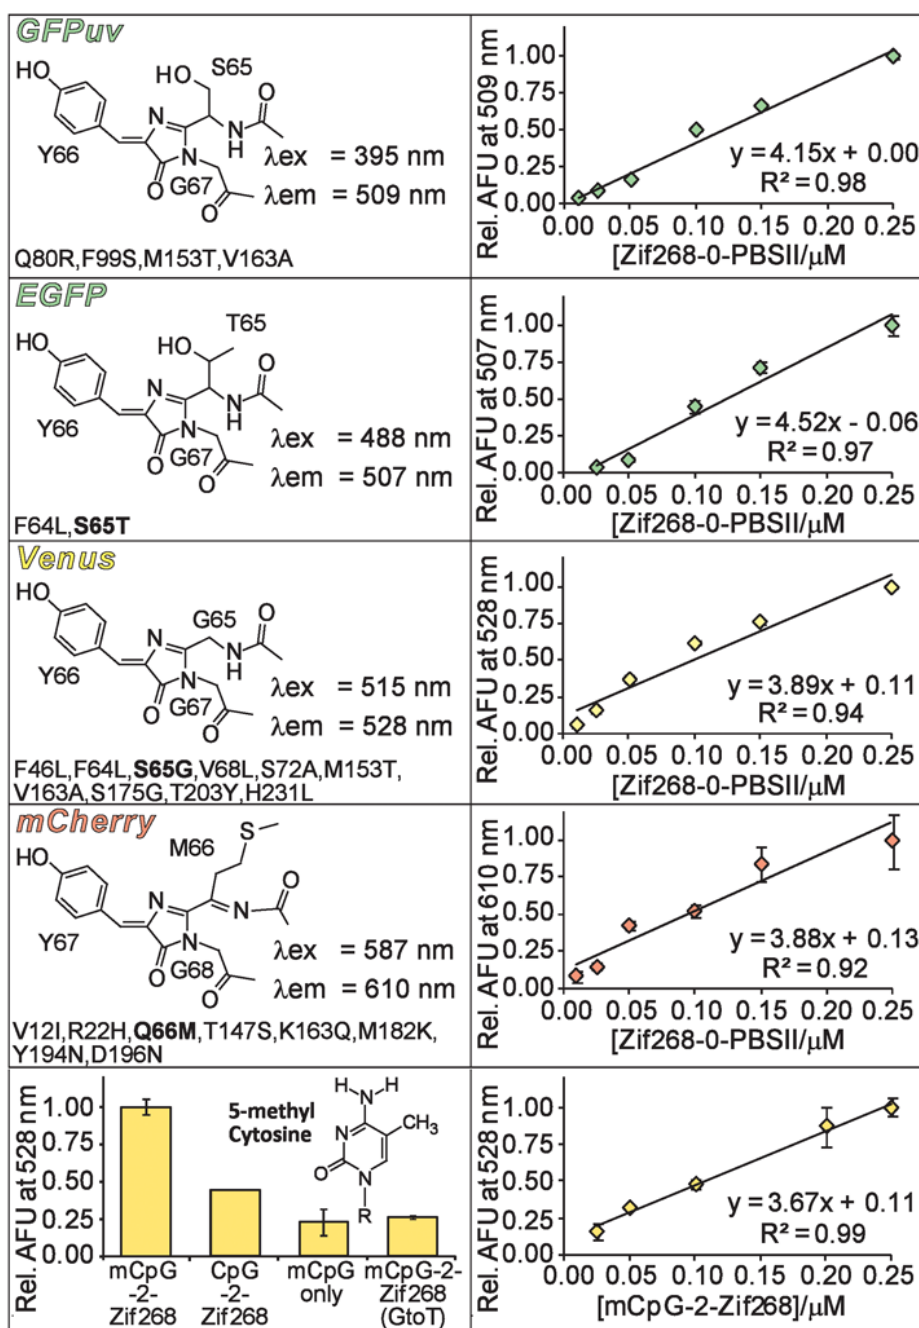 GFPuv
HO
HO
S65
O
N
NH
Y66
N
O
G67
O
λex = 395 nm
λem = 509 nm
Q80R,F99S,M153T,V163A
Rel. AFU at 509 nm
1.00
0.75
0.50
0.25
0.00
y = 4.15x + 0.00
R² = 0.98
0.00 0.05 0.10 0.15 0.20 0.25
[Zif268-0-PBSII/µM
EGFP
T65
HO
HO
O
N
NH
Y66
N
O
G67
O
λex = 488 nm
λem = 507 nm
F64L,S65T
Rel. AFU at 507 nm
1.00
0.75
0.50
0.25
0.00
y = 4.52x - 0.06
R² = 0.97
0.00 0.05 0.10 0.15 0.20 0.25
[Zif268-0-PBSII/µM
Venus
HO
G65
O
N
NH
Y66
N
O
G67
O
λex = 515 nm
λem = 528 nm
F46L,F64L,S65G,V68L,S72A,M153T,
V163A,S175G,T203Y,H231L
Rel. AFU at 528 nm
1.00
0.75
0.50
0.25
0.00
y = 3.89x + 0.11
R² = 0.94
0.00 0.05 0.10 0.15 0.20 0.25
[Zif268-0-PBSII/µM
mCherry
S
M66
HO
O
N
N
Y67
N
O
G68
O
λex = 587 nm
λem = 610 nm
V12I,R22H,Q66M,T147S,K163Q,M182K,
Y194N,D196N
Rel. AFU at 610 nm
1.00
0.75
0.50
0.25
0.00
y = 3.88x + 0.13
R² = 0.92
0.00 0.05 0.10 0.15 0.20 0.25
[Zif268-0-PBSII/µM
Rel. AFU at 528 nm
1.00
0.75
0.50
0.25
0.00
5-methyl
Cytosine
H H
N
CH₃
N
O
N
R
mCpG
-2-
Zif268
CpG
-2-
Zif268
mCpG
only
mCpG-2-
Zif268
(GtoT)
Rel. AFU at 528 nm
1.00
0.75
0.50
0.25
0.00
y = 3.67x + 0.11
R² = 0.99
0.00 0.05 0.10 0.15 0.20 0.25
[mCpG-2-Zif268]/µM